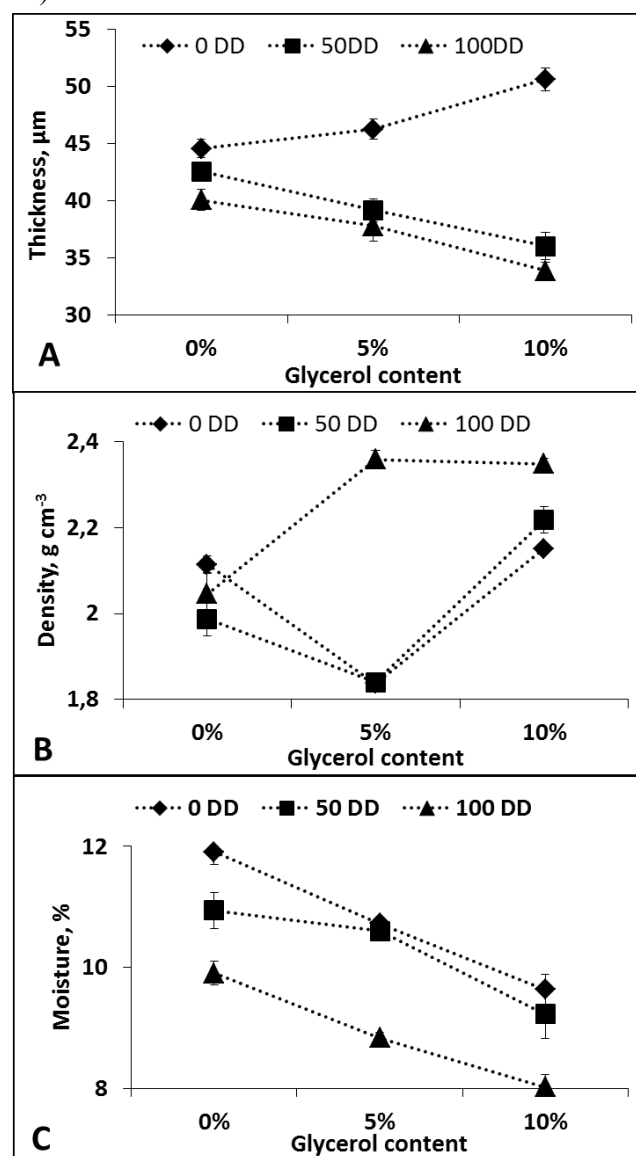 0 DD 50DD 100DD
55
50
45
40
35
30
Thickness, µm
0% 5% 10%
Glycerol content
A
0 DD 50 DD 100 DD
2,4
2,2
2
1,8
Density, g cm⁻³
0% 5% 10%
Glycerol content
B
0 DD 50 DD 100 DD
12
10
8
Moisture, %
0% 5% 10%
Glycerol content
C